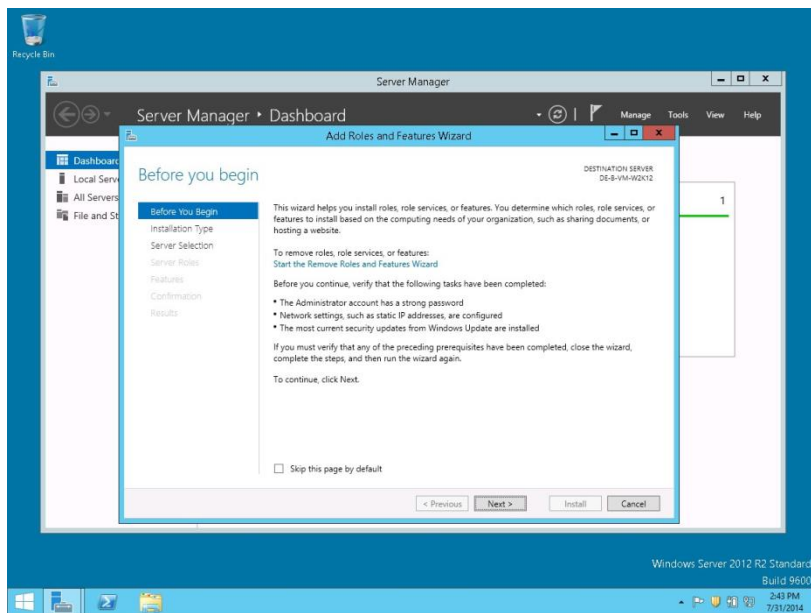 Recycle Bin
Server Manager
Server Manager • Dashboard
Manage Tools View Help
Add Roles and Features Wizard
Dashboard
Local Serv
All Servers
File and St
1
Before you begin
DESTINATION SERVER
DE-B-VM-W2K12
Before You Begin
Installation Type
Server Selection
Server Roles
Features
Confirmation
Results
This wizard helps you install roles, role services, or features. You determine which roles, role services, or
features to install based on the computing needs of your organization, such as sharing documents, or
hosting a website.
To remove roles, role services, or features:
Start the Remove Roles and Features Wizard
Before you continue, verify that the following tasks have been completed:
• The Administrator account has a strong password
• Network settings, such as static IP addresses, are configured
• The most current security updates from Windows Update are installed
If you must verify that any of the preceding prerequisites have been completed, close the wizard,
complete the steps, and then run the wizard again.
To continue, click Next.
Skip this page by default
< Previous Next > Install Cancel
Windows Server 2012 R2 Standard
Build 9600
2:43 PM
7/31/2014